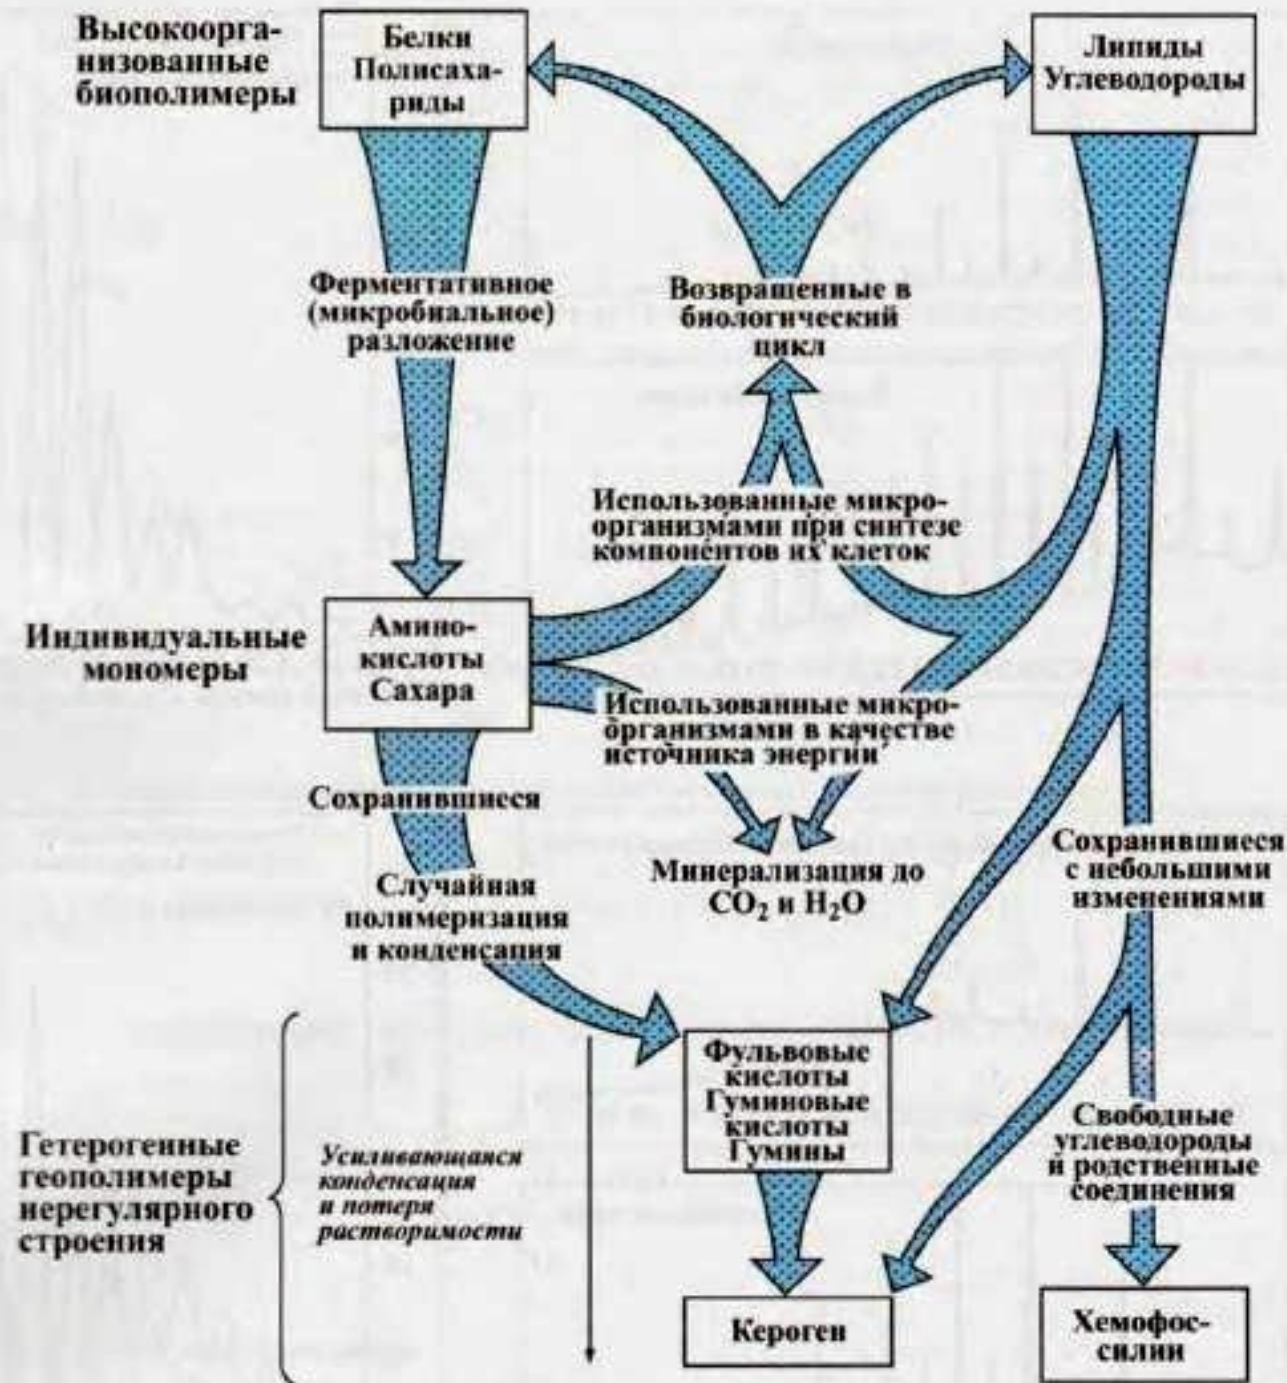 Высокоорга-
низованные
биополимеры
Белки
Полисаха-
риды
Липиды
Углеводороды
Ферментативное
(микробиальное)
разложение
Возвращенные в
биологический
цикл
Использованные микро-
организмами при синтезе
компонентов их клеток
Индивидуальные
мономеры
Амино-
кислоты
Сахара
Использованные микро-
организмами в качестве
источника энергии
Сохранившиеся
Случайная
полимеризация
и конденсация
Минерализация до
CO₂ и H₂O
Сохранившиеся
с небольшими
изменениями
Гетерогенные
геополимеры
нерегулярного
строения
Усиливающаяся
конденсация
и потеря
растворимости
Фульвовые
кислоты
Гуминовые
кислоты
Гумины
Свободные
углеводороды
и родственные
соединения
Кероген
Хемофос-
силии